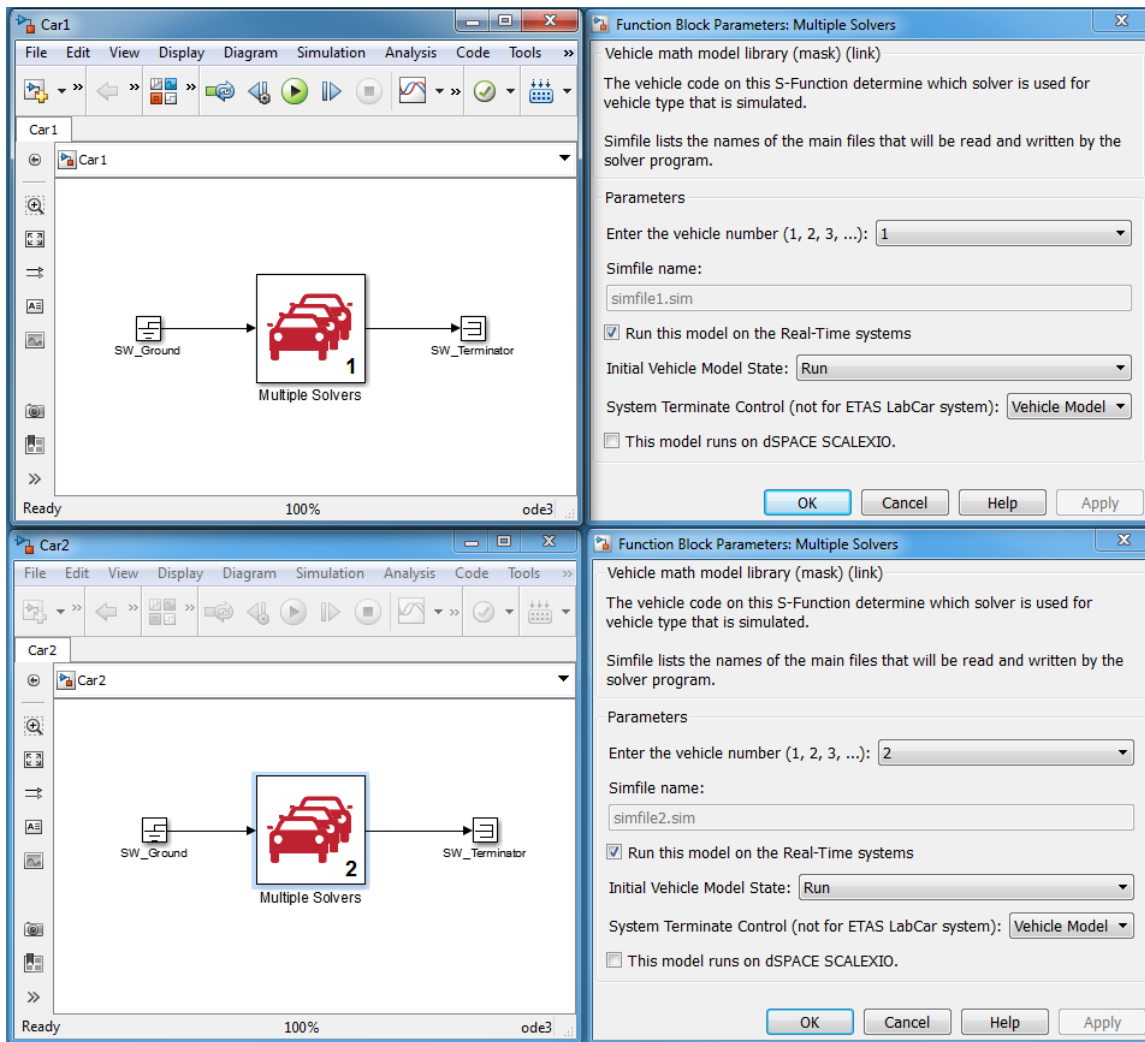 Car1
File Edit View Display Diagram Simulation Analysis Code Tools »
» » » »
Car1
Car1
1
SW_Ground
SW_Terminator
Multiple Solvers
»
Ready 100% ode3
Function Block Parameters: Multiple Solvers
Vehicle math model library (mask) (link)
The vehicle code on this S-Function determine which solver is used for
vehicle type that is simulated.
Simfile lists the names of the main files that will be read and written by the
solver program.
Parameters
Enter the vehicle number (1, 2, 3, ...): 1
Simfile name:
simfile1.sim
Run this model on the Real-Time systems
Initial Vehicle Model State: Run
System Terminate Control (not for ETAS LabCar system): Vehicle Model
This model runs on dSPACE SCALEXIO.
OK Cancel Help Apply
Car2
File Edit View Display Diagram Simulation Analysis Code Tools »
» » » »
Car2
Car2
2
SW_Ground
SW_Terminator
Multiple Solvers
»
Ready 100% ode3
Function Block Parameters: Multiple Solvers
Vehicle math model library (mask) (link)
The vehicle code on this S-Function determine which solver is used for
vehicle type that is simulated.
Simfile lists the names of the main files that will be read and written by the
solver program.
Parameters
Enter the vehicle number (1, 2, 3, ...): 2
Simfile name:
simfile2.sim
Run this model on the Real-Time systems
Initial Vehicle Model State: Run
System Terminate Control (not for ETAS LabCar system): Vehicle Model
This model runs on dSPACE SCALEXIO.
OK Cancel Help Apply